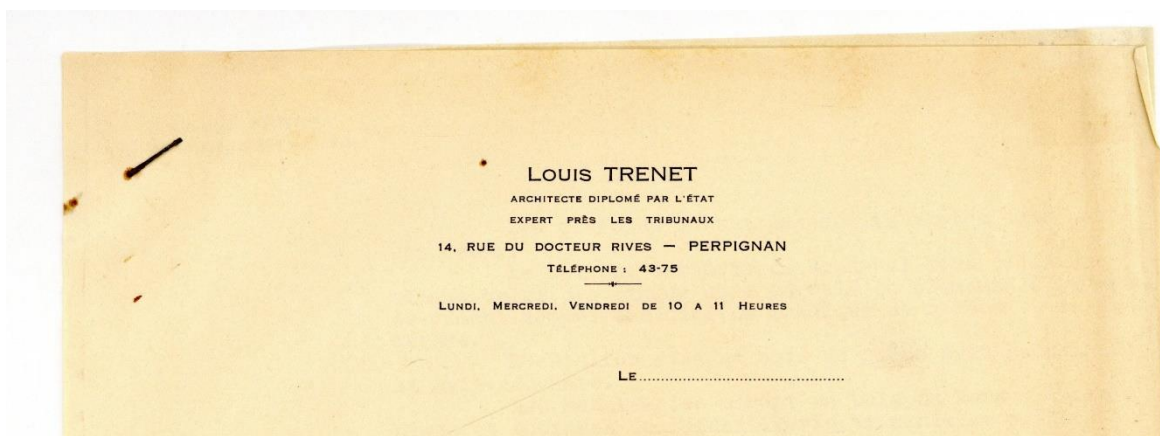 Louis TRENET
ARCHITECTE DIPLOMÉ PAR L'ÉTAT
EXPERT PRÈS LES TRIBUNAUX
14, RUE DU DOCTEUR RIVES — PERPIGNAN
TÉLÉPHONE : 43-75
LUNDI, MERCREDI, VENDREDI DE 10 A 11 HEURES
LE................................................